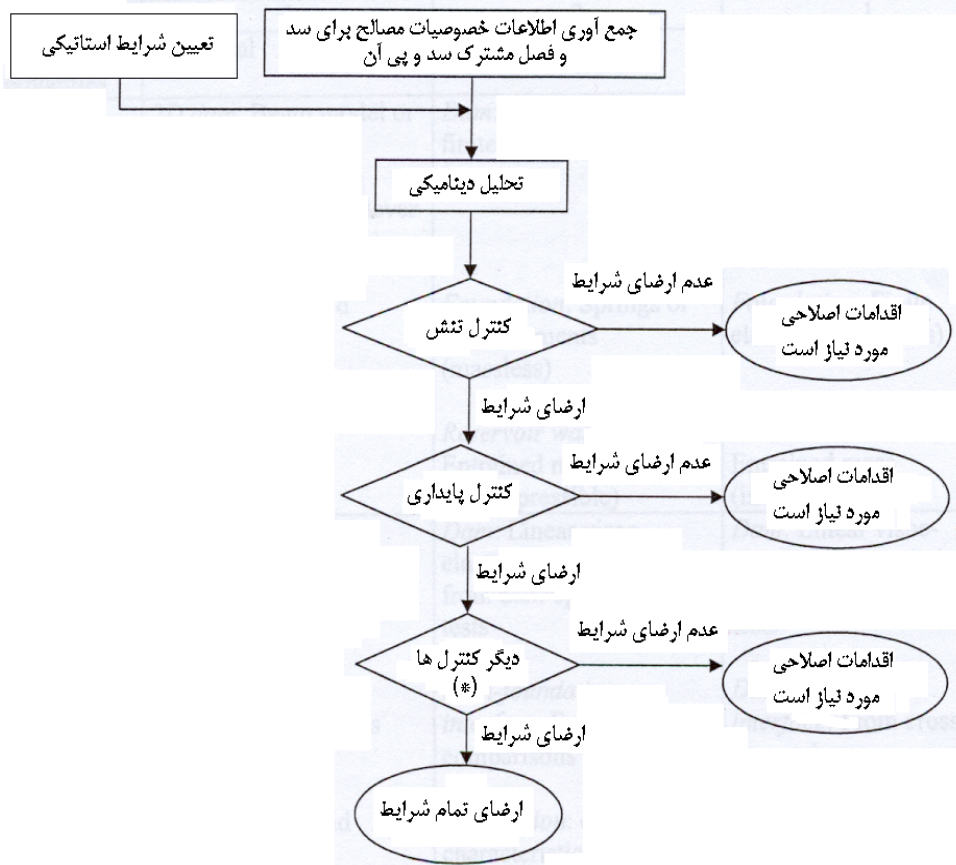 جمع آوری اطلاعات خصوصیات مصالح برای سد
و فصل مشترک سد و پی آن
تعیین شرایط استاتیکی
تحلیل دینامیکی
کنترل تنش
عدم ارضای شرایط
اقدامات اصلاحی
مورد نیاز است
ارضای شرایط
کنترل پایداری
عدم ارضای شرایط
اقدامات اصلاحی
مورد نیاز است
ارضای شرایط
دیگر کنترل ها
(*)
عدم ارضای شرایط
اقدامات اصلاحی
مورد نیاز است
ارضای شرایط
ارضای تمام شرایط